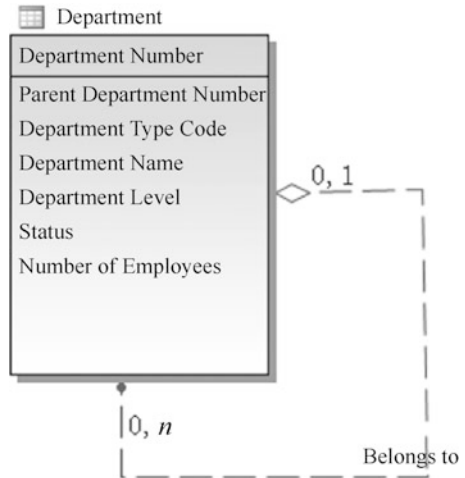 Department
Department Number
Parent Department Number
Department Type Code
Department Name
Department Level
Status
Number of Employees
0, 1
0, n
Belongs to